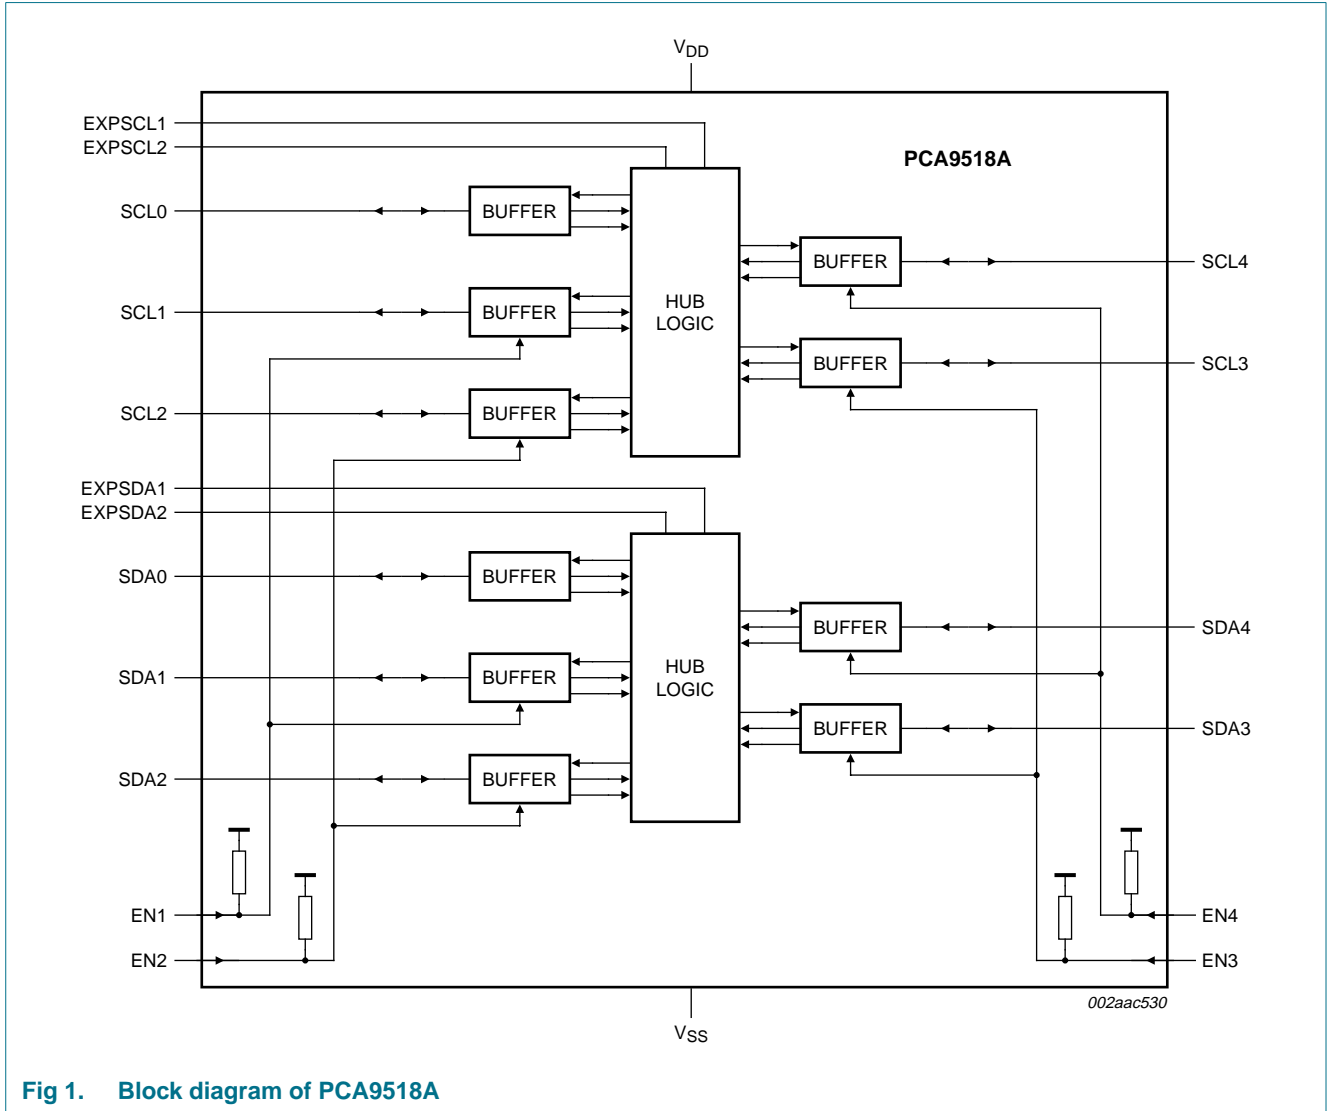 VDD
EXPSCL1
EXPSCL2
PCA9518A
SCL0
BUFFER
SCL4
BUFFER
SCL1
BUFFER
HUB
LOGIC
SCL3
BUFFER
SCL2
BUFFER
EXPSDA1
EXPSDA2
SDA0
BUFFER
SDA4
BUFFER
SDA1
BUFFER
HUB
LOGIC
SDA3
BUFFER
SDA2
BUFFER
EN1
EN4
EN2
EN3
002aac530
VSS
Fig 1. Block diagram of PCA9518A